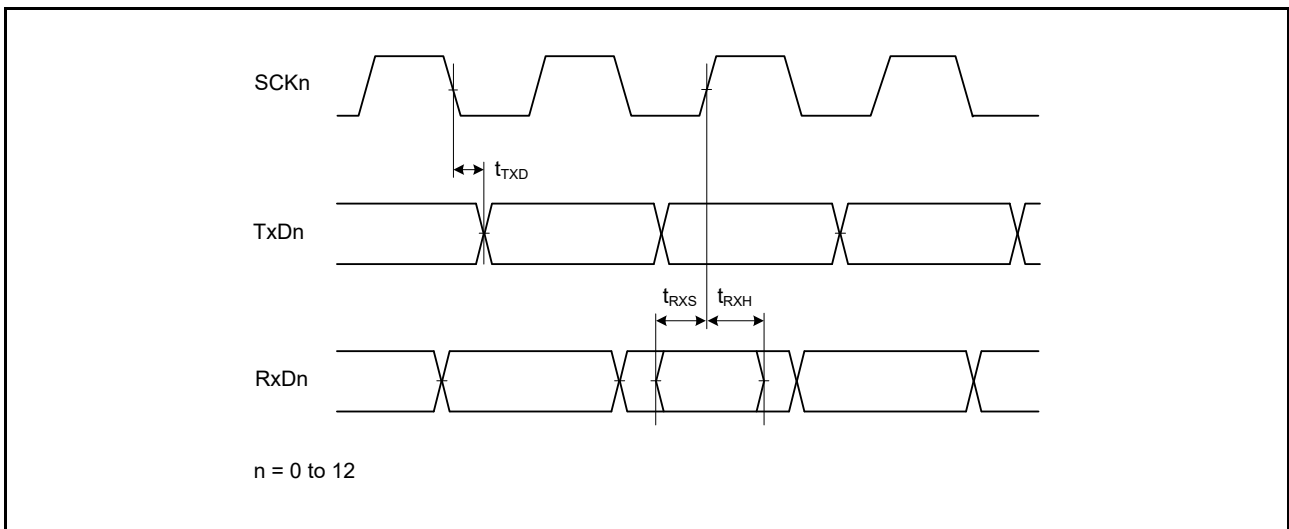 SCKn
tTXD
TxDn
tRXS tRXH
RxDn
n = 0 to 12